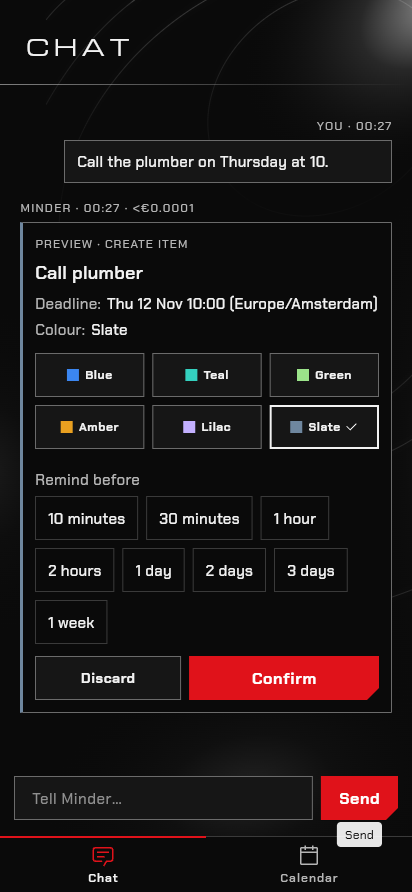 CHAT
YOU · 00:27
Call the plumber on Thursday at 10.
MINDER · 00:27 · <€0.0001
PREVIEW · CREATE ITEM
Call plumber
Deadline: Thu 12 Nov 10:00 (Europe/Amsterdam)
Colour: Slate
Blue Teal Green
Amber Lilac Slate ✓
Remind before
10 minutes 30 minutes 1 hour
2 hours 1 day 2 days 3 days
1 week
Discard Confirm
Tell Minder... Send
Send
Chat Calendar